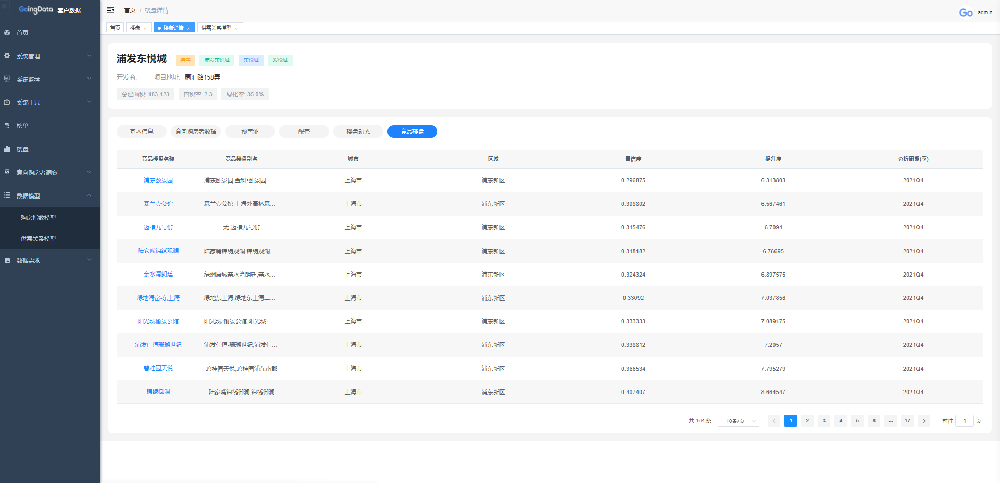 GoingData 客户数据
首页 / 楼盘详情
Go admin
首页 楼盘 × 楼盘详情 × 供需关系模型 ×
首页
系统管理
系统监控
系统工具
榜单
楼盘
意向购房者洞察
数据模型
购房指数模型
供需关系模型
数据需求
浦发东悦城 待售 浦发东悦城 东悦城 发悦城
开发商: 项目地址: 周汇路158弄
总建面积: 183,123 容积率: 2.3 绿化率: 35.0%
基本信息 意向购房者数据 预售证 配套 楼盘动态 竞品楼盘
竞品楼盘名称 竞品楼盘别名 城市 区域 置信度 提升度 分析周期(季)
浦东颐景园 浦东颐景园,金科•颐景园,... 上海市 浦东新区 0.296875 6.313803 2021Q4
森兰壹公馆 森兰壹公馆,上海外高桥森... 上海市 浦东新区 0.308802 6.567461 2021Q4
迈横九号街 无,迈横九号街 上海市 浦东新区 0.315476 6.7094 2021Q4
陆家嘴锦绣观澜 陆家嘴锦绣观澜,锦绣观澜,... 上海市 浦东新区 0.318182 6.76695 2021Q4
亲水湾朗廷 绿洲康城亲水湾朗廷,亲水... 上海市 浦东新区 0.324324 6.897575 2021Q4
绿地海富-东上海 绿地东上海,绿地东上海二... 上海市 浦东新区 0.33092 7.037856 2021Q4
阳光城愉景公馆 阳光城-愉景公馆,阳光城·... 上海市 浦东新区 0.333333 7.089175 2021Q4
浦发仁恒珊瑚世纪 浦发仁恒-珊瑚世纪,浦发仁... 上海市 浦东新区 0.338812 7.2057 2021Q4
碧桂园天悦 碧桂园天悦,碧桂园浦东南郡 上海市 浦东新区 0.366534 7.795279 2021Q4
锦绣御澜 陆家嘴锦绣御澜,锦绣御澜 上海市 浦东新区 0.407407 8.664547 2021Q4
共 164 条 10条/页 1 2 3 4 5 6 ... 17 前往 1 页